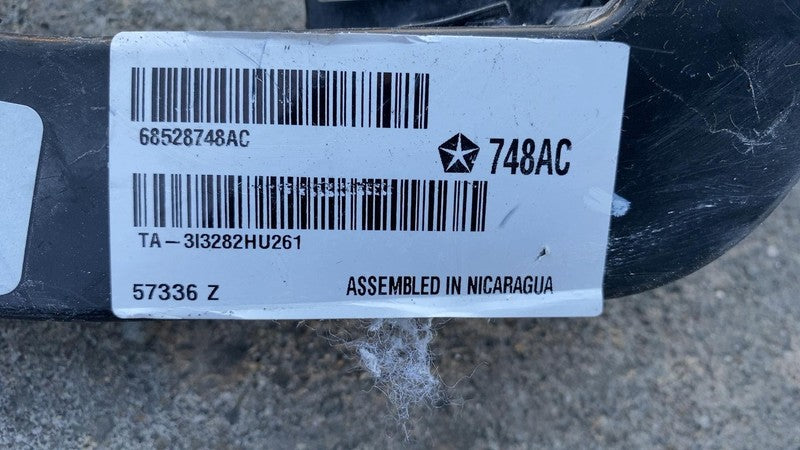 68528748AC
748AC
TA-3I3282HU261
57336 Z
ASSEMBLED IN NICARAGUA